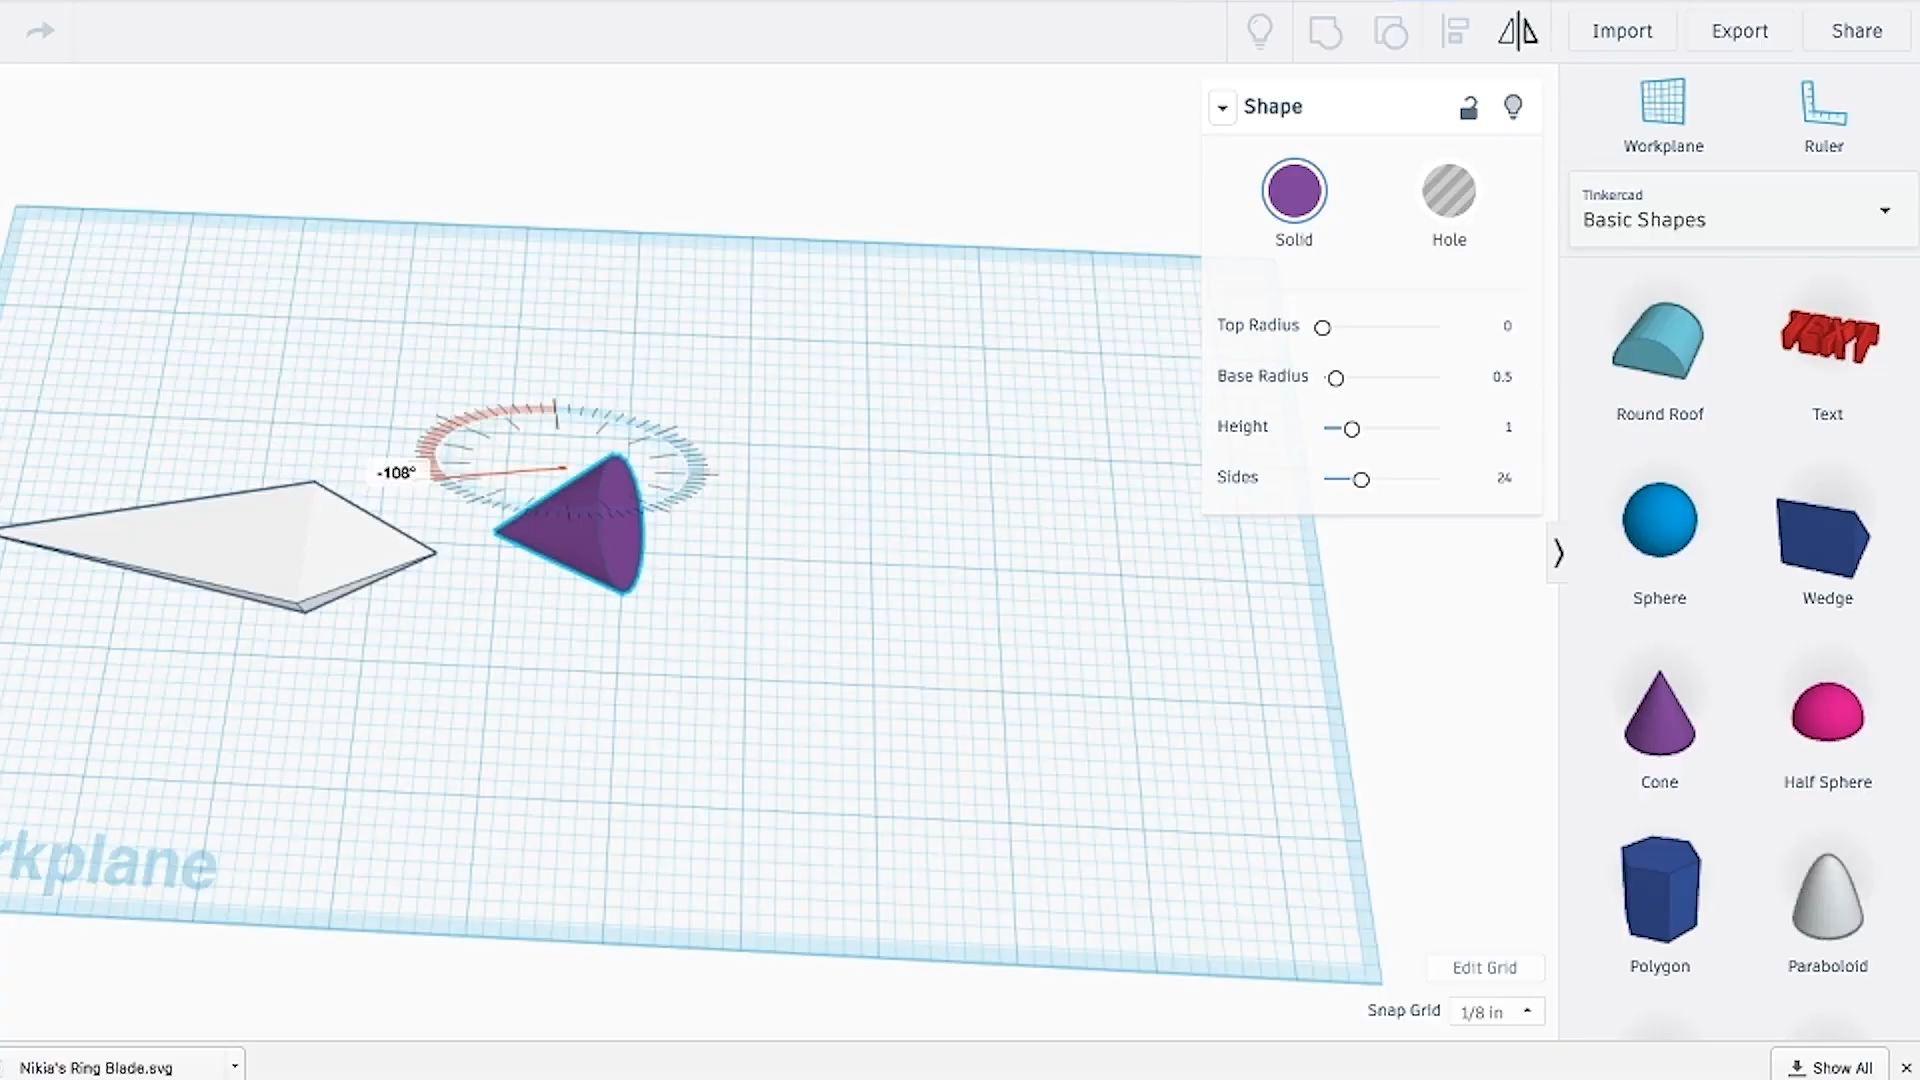 Import
Export
Share
Shape
Workplane
Ruler
Solid
Hole
Tinkercad
Basic Shapes
Top Radius 0
Base Radius 0.5
Height 1
Sides 24
-108°
Round Roof
Text
TEXT
Sphere
Wedge
Cone
Half Sphere
Polygon
Paraboloid
rkplane
Edit Grid
Snap Grid 1/8 in
Nikia's Ring Blade.svg
Show All